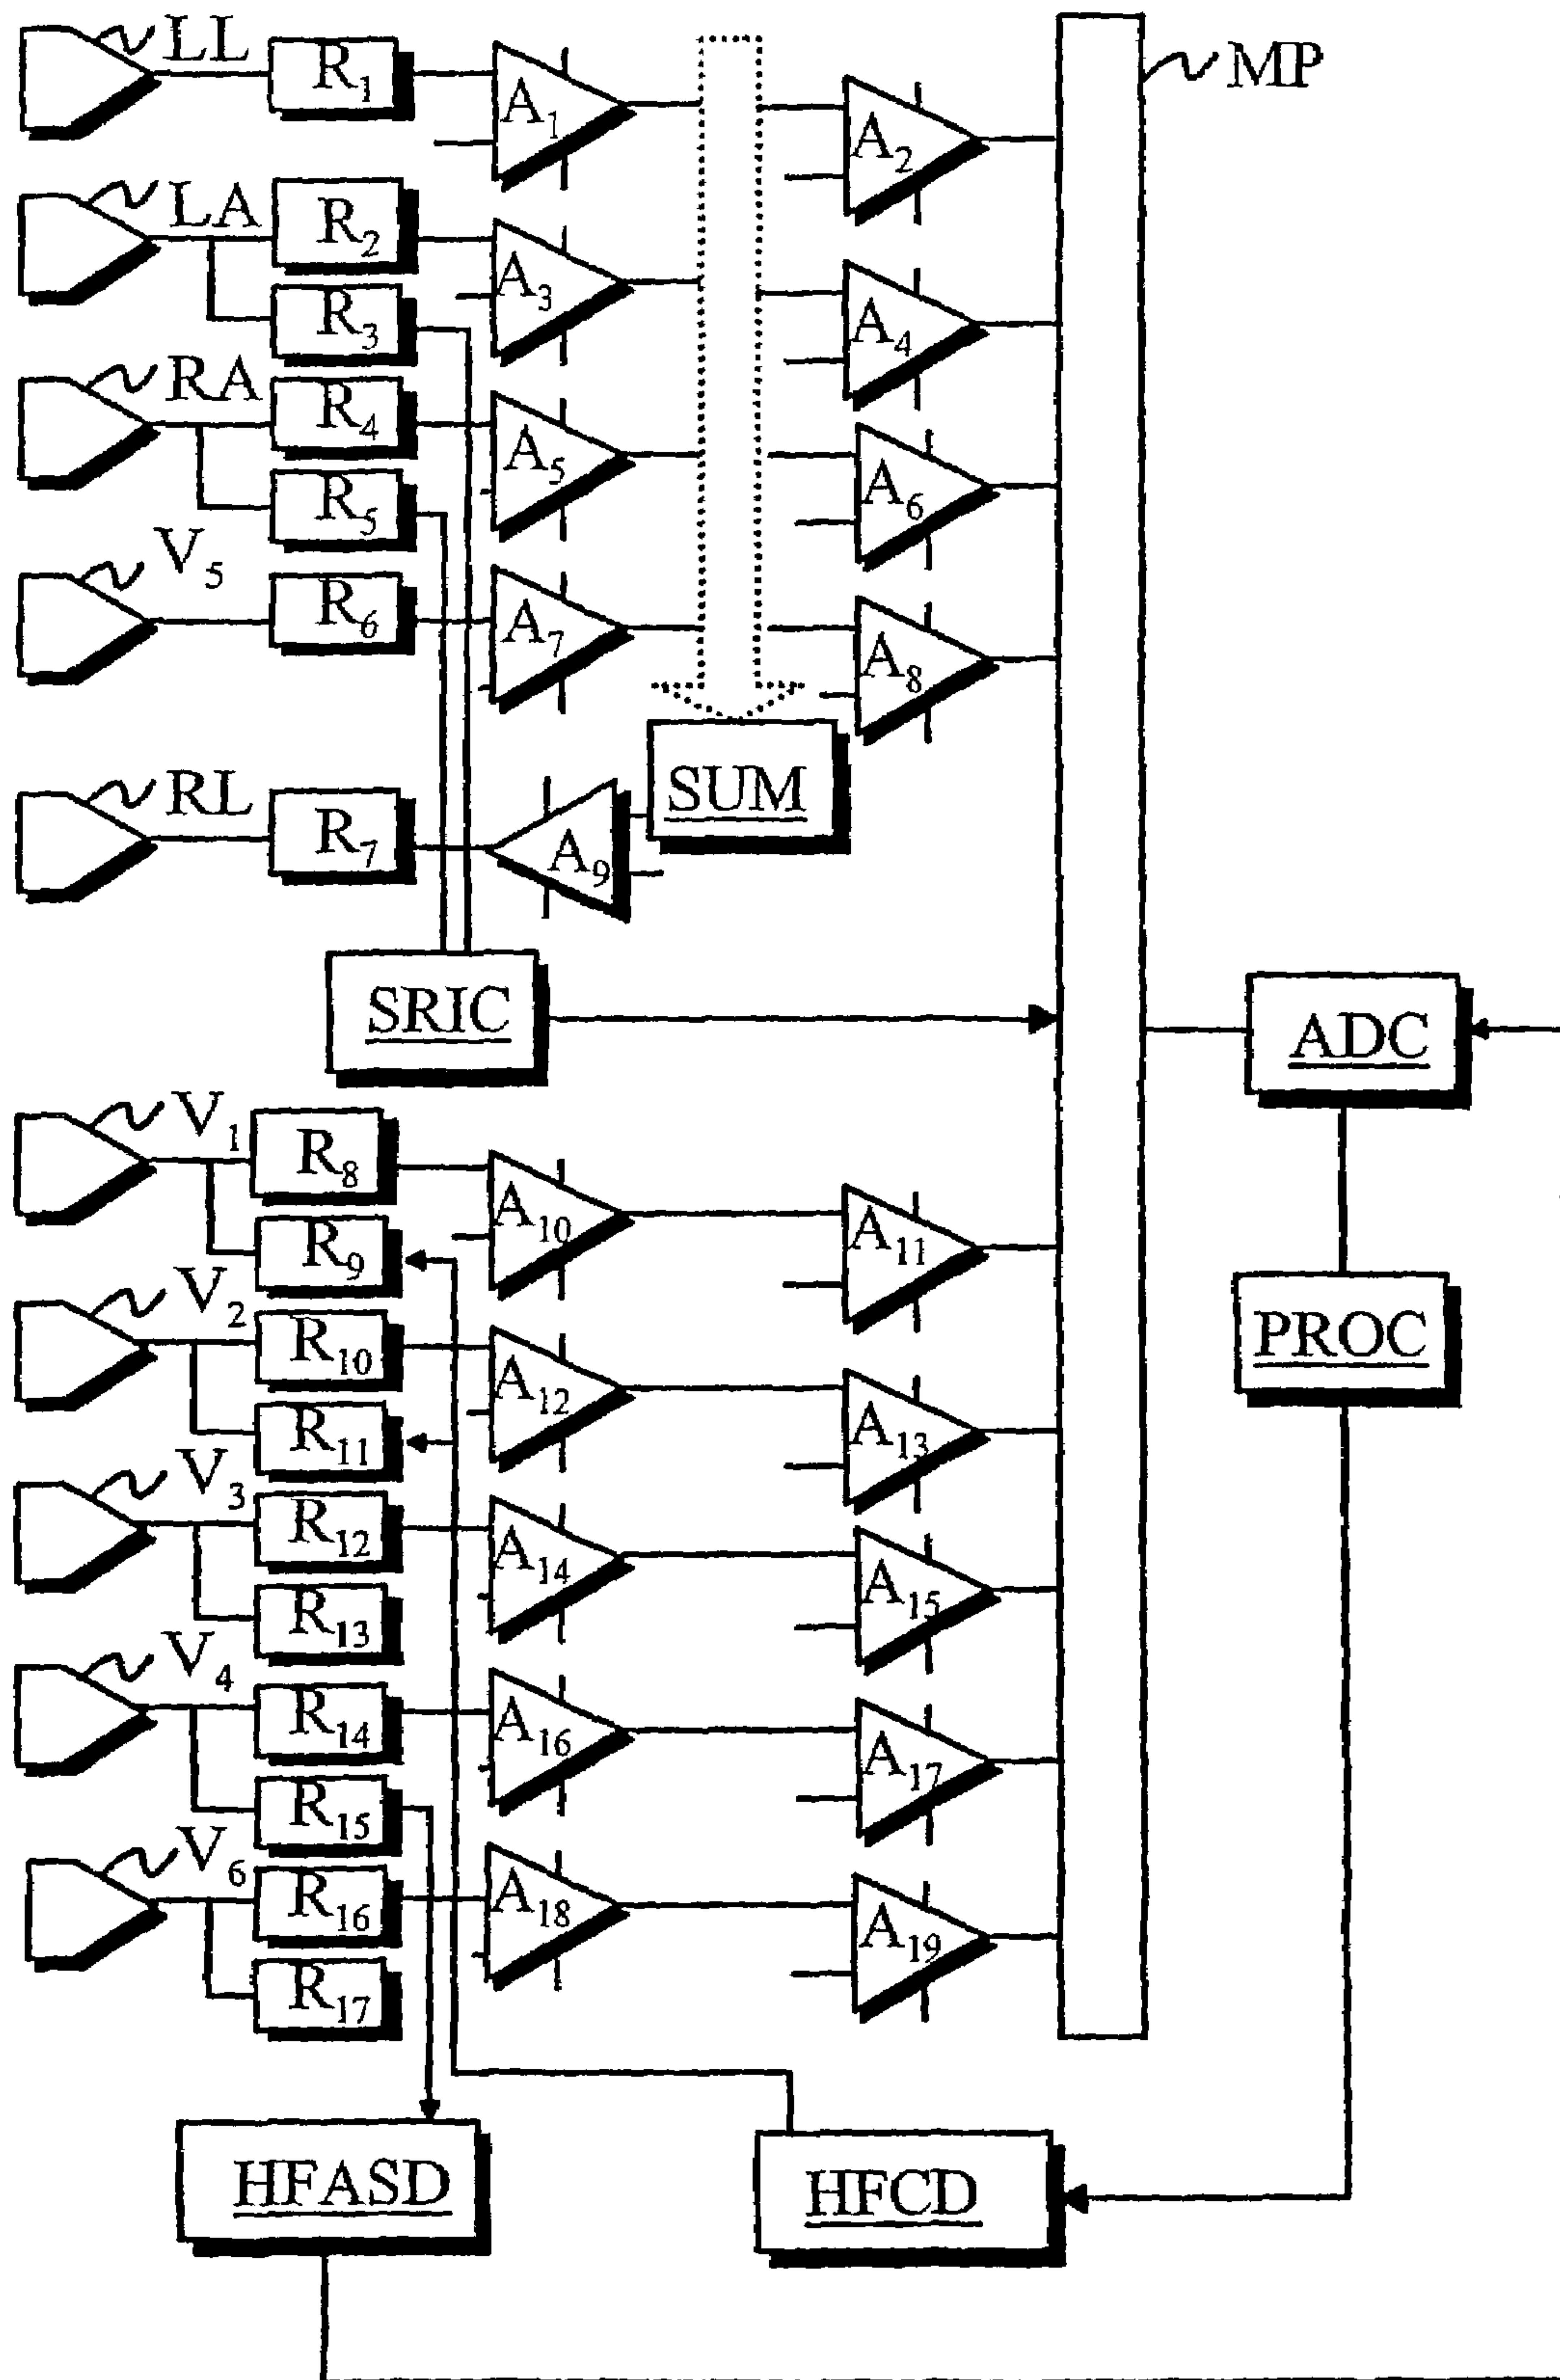 LL
R1
A1
A2
MP
LA
R2
A3
A4
R3
RA
R4
A5
A6
R5
V5
R6
A7
A8
SUM
RL
R7
A9
SRIC
ADC
V1
R8
A10
A11
R9
PROC
V2
R10
A12
A13
R11
V3
R12
A14
A15
R13
V4
R14
A16
A17
R15
V6
R16
A18
A19
R17
HFASD
HFCD